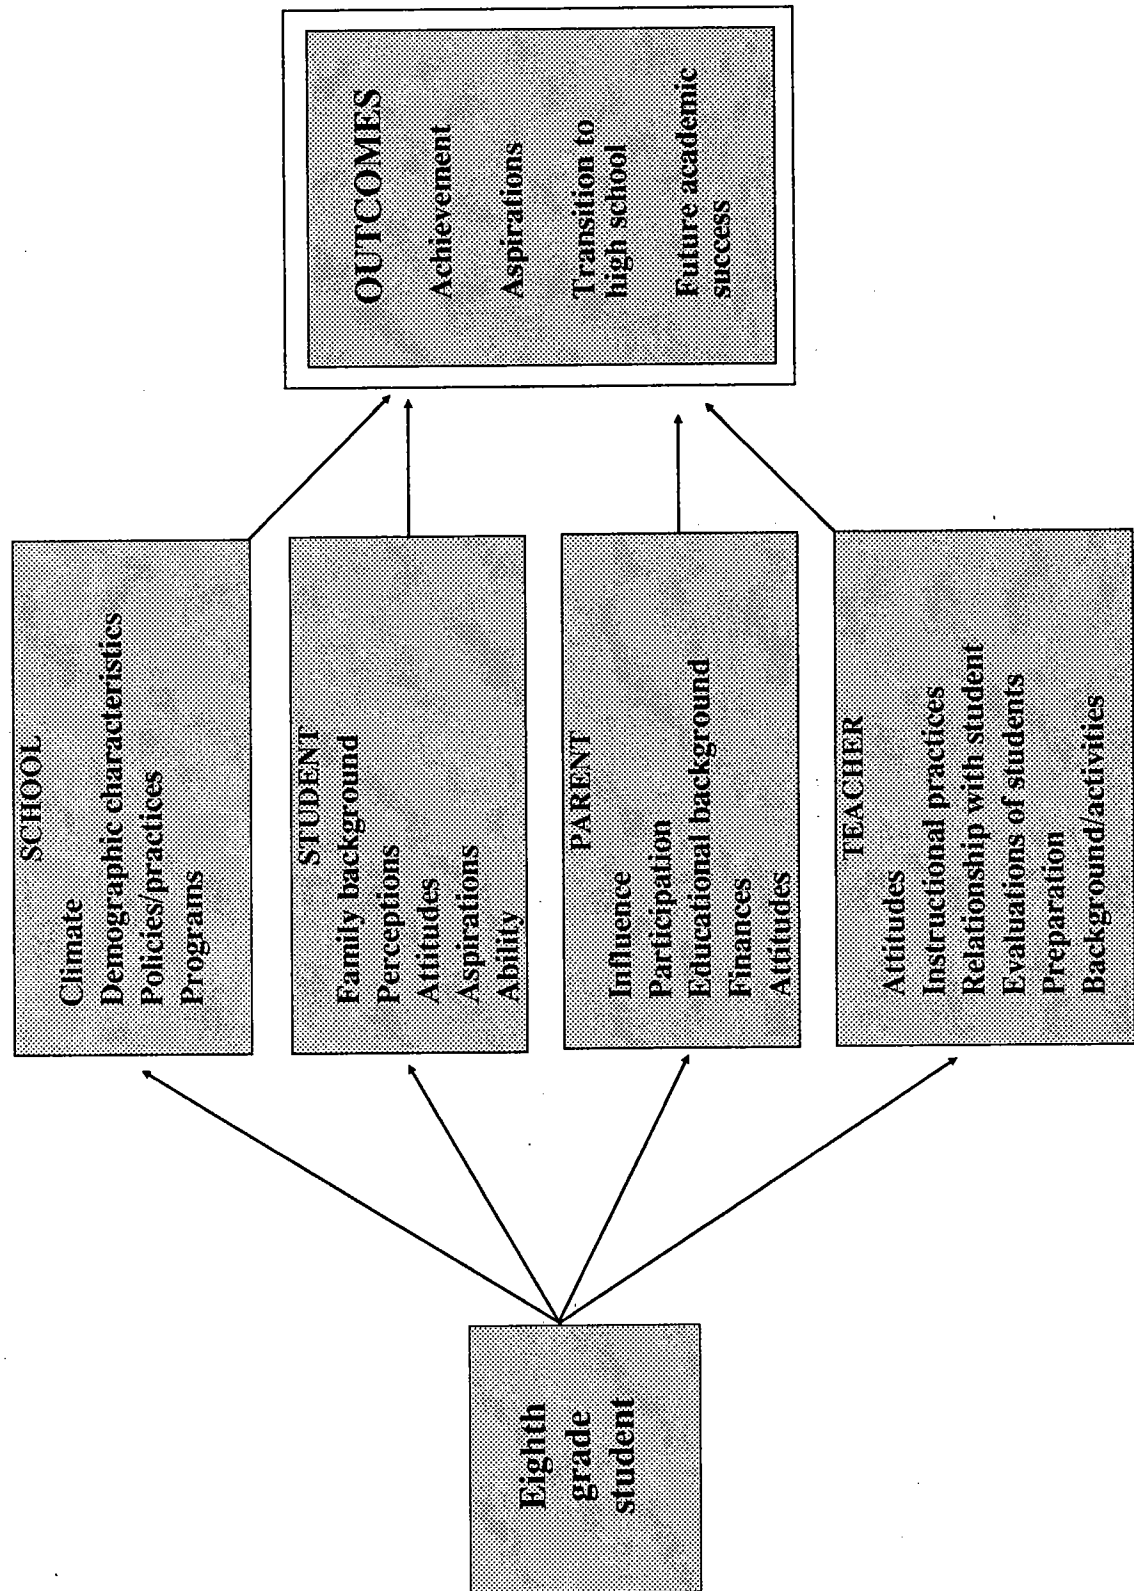 Eighth
grade
student
SCHOOL
Climate
Demographic characteristics
Policies/practices
Programs
STUDENT
Family background
Perceptions
Attitudes
Aspirations
Ability
PARENT
Influence
Participation
Educational background
Finances
Attitudes
TEACHER
Attitudes
Instructional practices
Relationship with student
Evaluations of students
Preparation
Background/activities
OUTCOMES
Achievement
Aspirations
Transition to
high school
Future academic
success